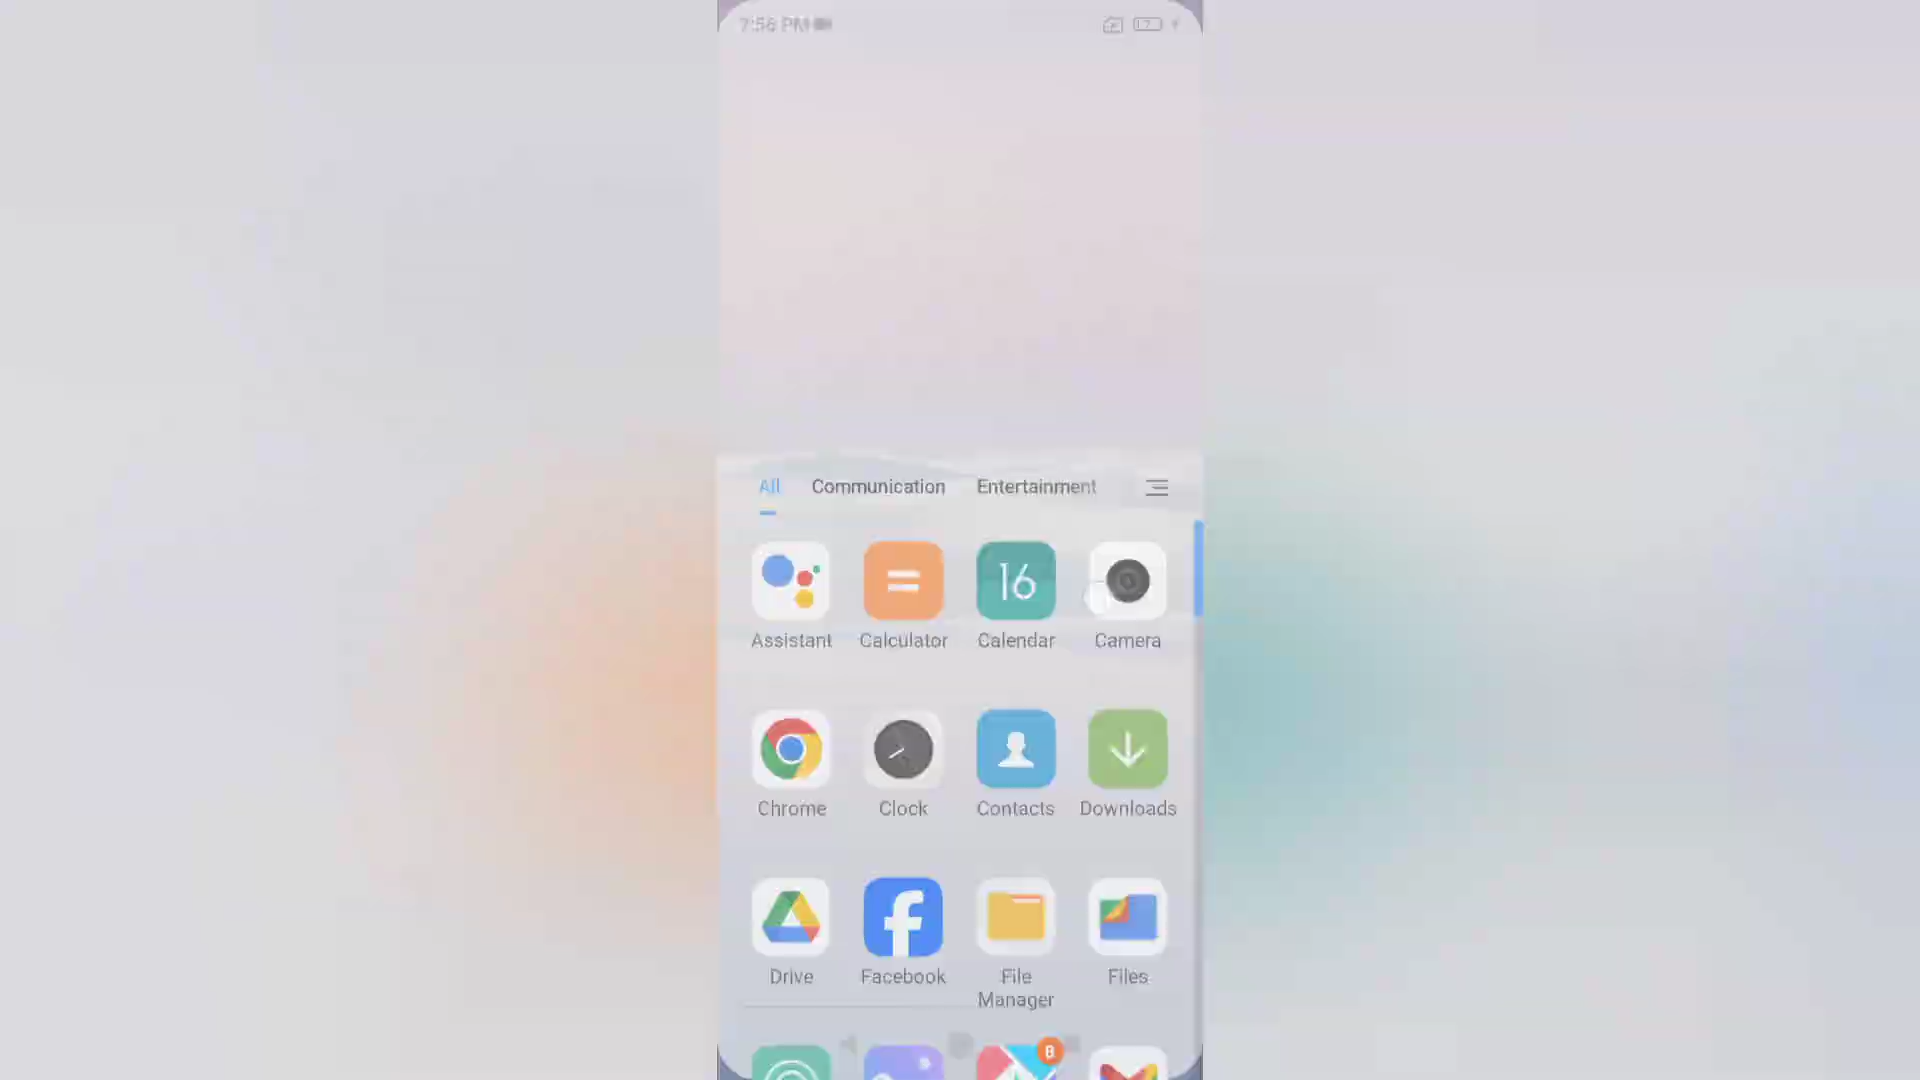 7:56 PM
All Communication Entertainment
16
Assistant Calculator Calendar Camera
Chrome Clock Contacts Downloads
Drive Facebook File Manager Files